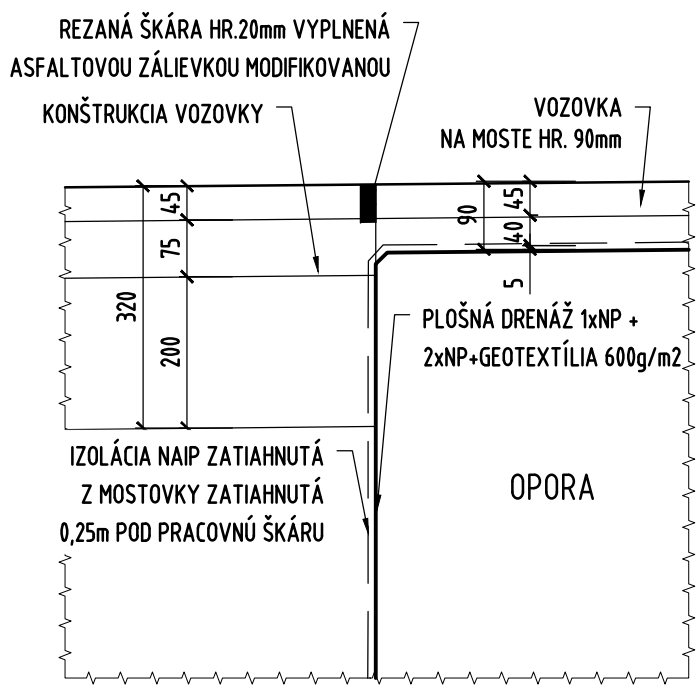 REZANÁ ŠKÁRA HR.20mm VYPLNENÁ
ASFALTOVOU ZÁLIEVKOU MODIFIKOVANOU
KONŠTRUKCIA VOZOVKY
VOZOVKA
NA MOSTE HR. 90mm
45
75
320
200
90
45
40
5
PLOŠNÁ DRENÁŽ 1xNP +
2xNP+GEOTEXTÍLIA 600g/m2
IZOLÁCIA NAIP ZATIAHNUTÁ
Z MOSTOVKY ZATIAHNUTÁ
0,25m POD PRACOVNÚ ŠKÁRU
OPORA